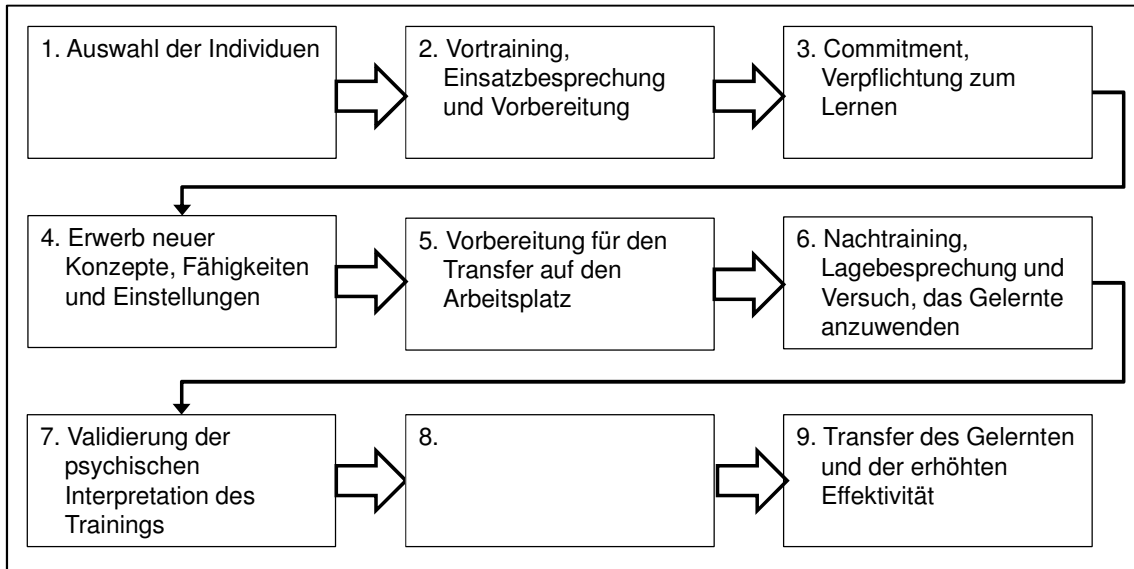 1. Auswahl der Individuen
2. Vortraining,
Einsatzbesprechung
und Vorbereitung
3. Commitment,
Verpflichtung zum
Lernen
4. Erwerb neuer
Konzepte, Fähigkeiten
und Einstellungen
5. Vorbereitung für den
Transfer auf den
Arbeitsplatz
6. Nachtraining,
Lagebesprechung und
Versuch, das Gelernte
anzuwenden
7. Validierung der
psychischen
Interpretation des
Trainings
8.
9. Transfer des Gelernten
und der erhöhten
Effektivität